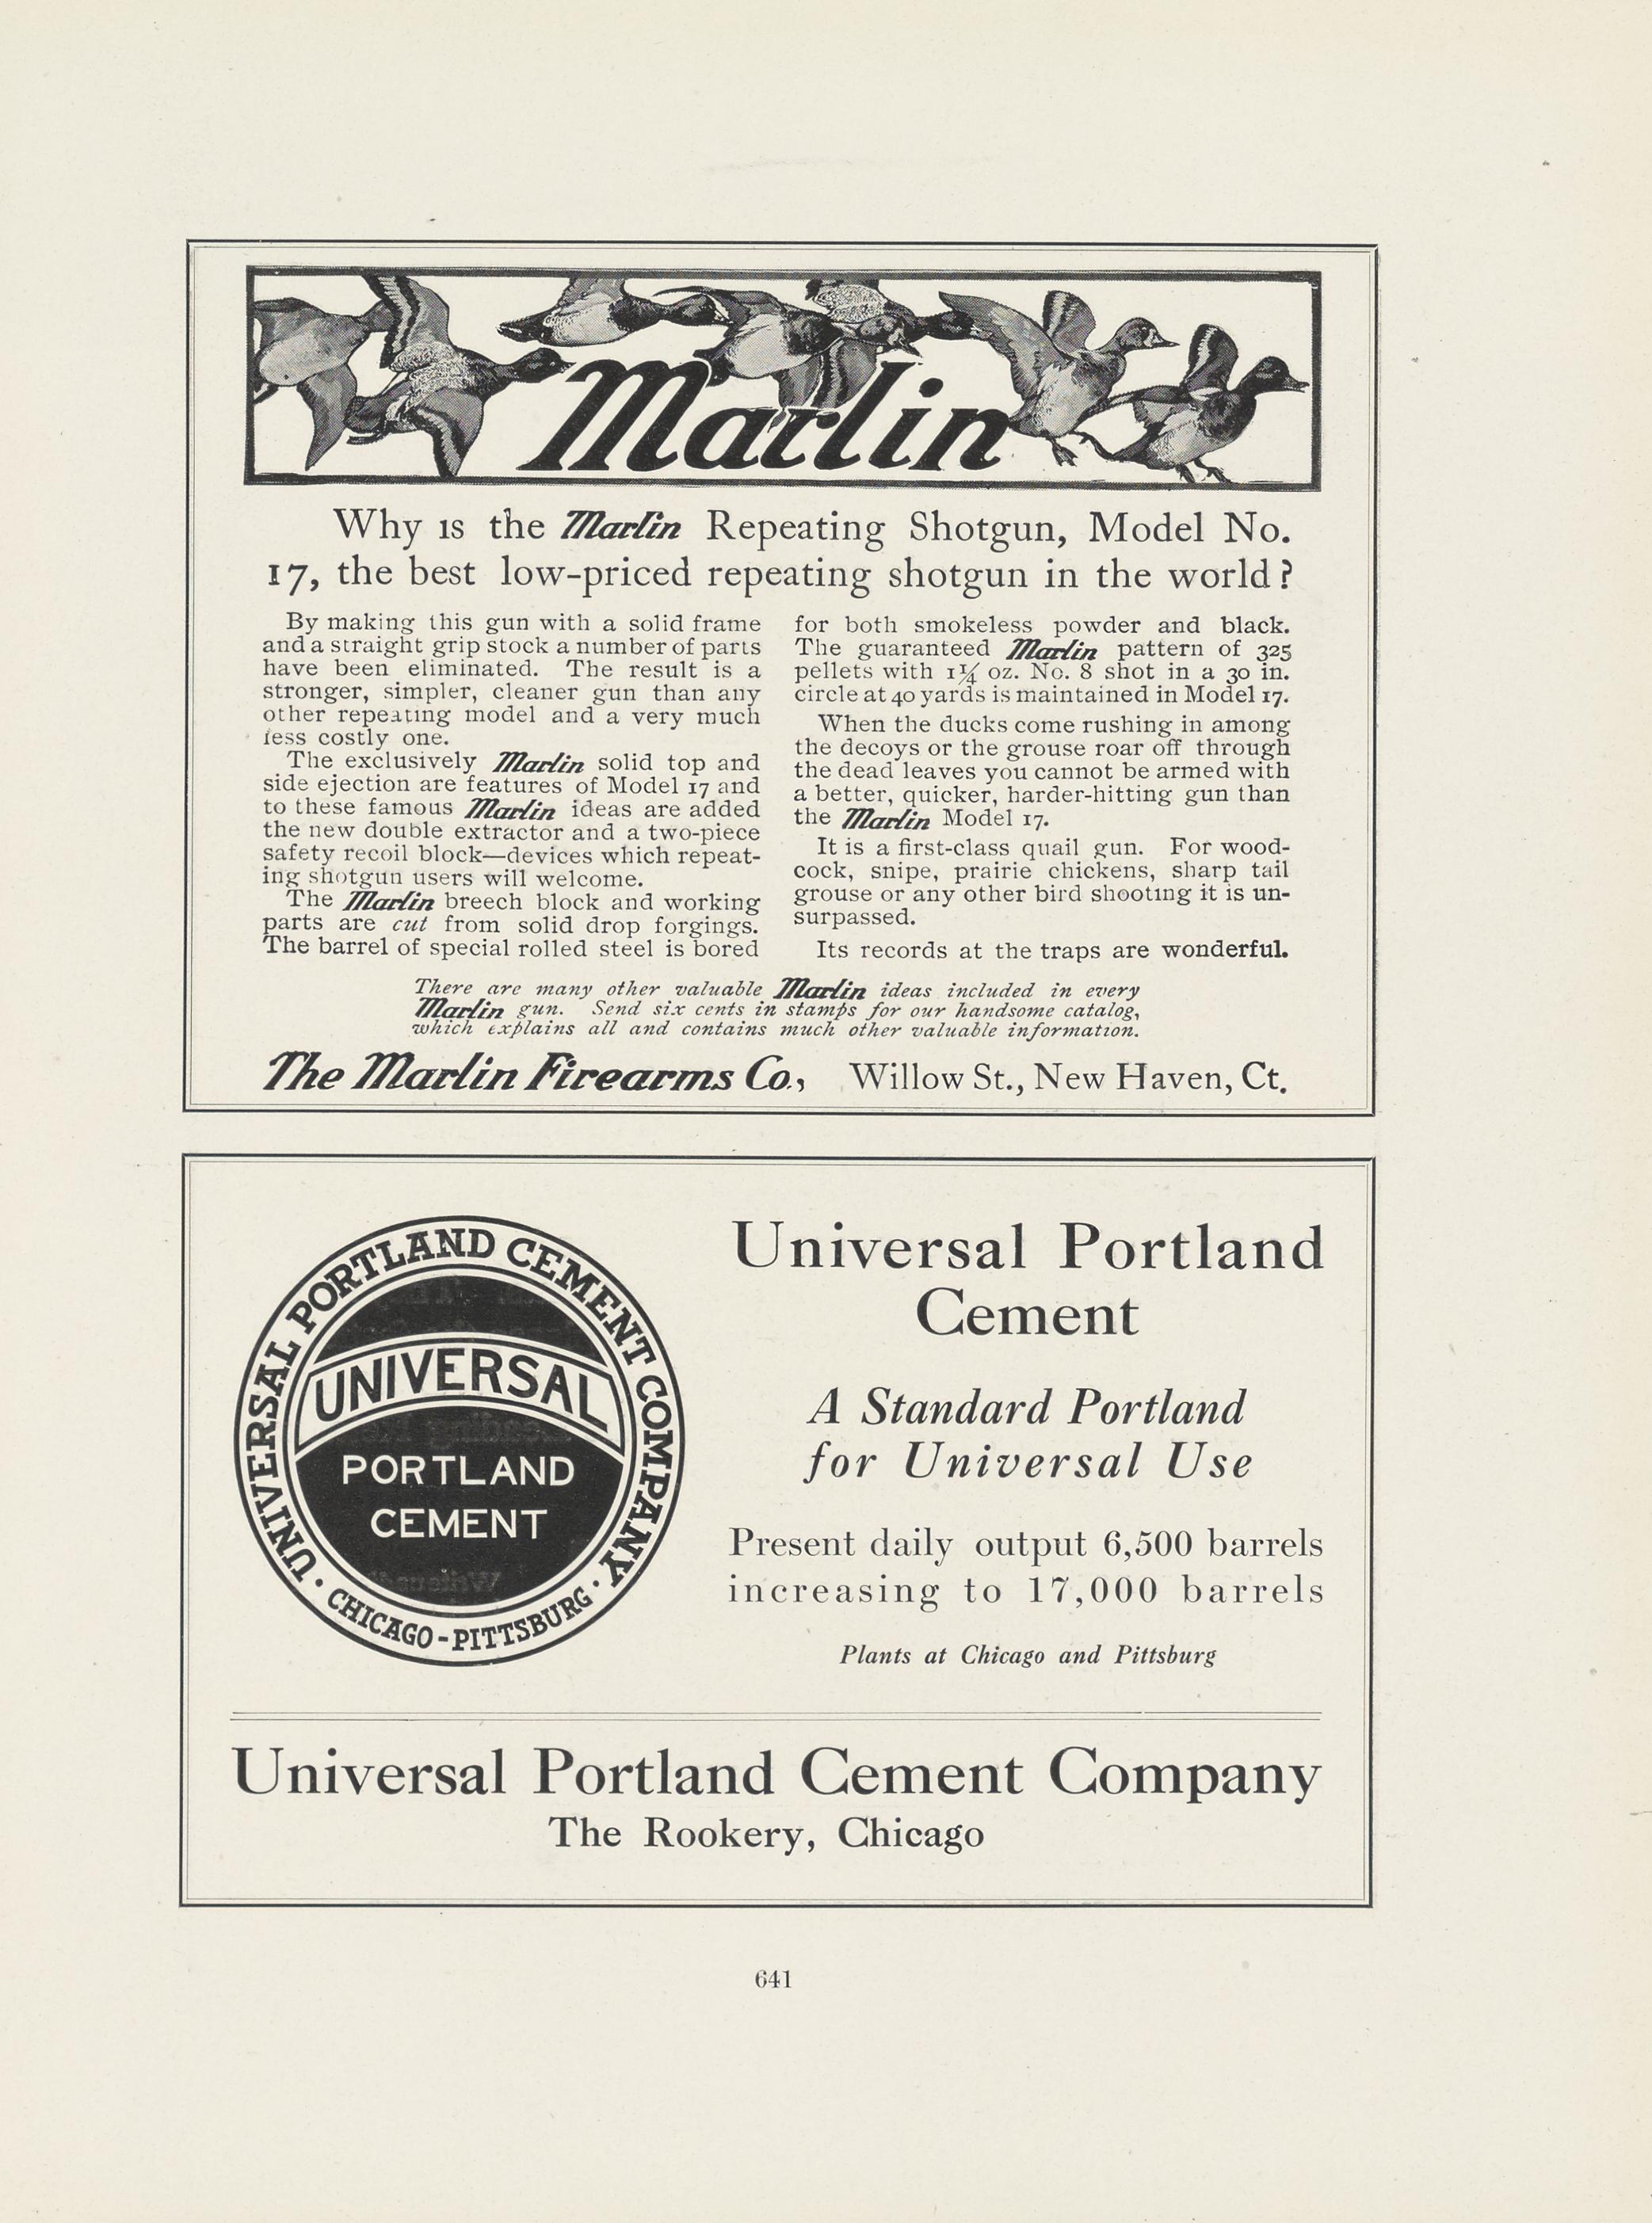 Marlin
Why is the Marlin Repeating Shotgun, Model No.
17, the best low-priced repeating shotgun in the world?
By making this gun with a solid frame
and a straight grip stock a number of parts
have been eliminated. The result is a
stronger, simpler, cleaner gun than any
other repeating model and a very much
less costly one.
The exclusively Marlin solid top and
side ejection are features of Model 17 and
to these famous Marlin ideas are added
the new double extractor and a two-piece
safety recoil block—devices which repeat-
ing shotgun users will welcome.
The Marlin breech block and working
parts are cut from solid drop forgings.
The barrel of special rolled steel is bored
for both smokeless powder and black.
The guaranteed Marlin pattern of 325
pellets with 1¼ oz. No. 8 shot in a 30 in.
circle at 40 yards is maintained in Model 17.
When the ducks come rushing in among
the decoys or the grouse roar off through
the dead leaves you cannot be armed with
a better, quicker, harder-hitting gun than
the Marlin Model 17.
It is a first-class quail gun. For wood-
cock, snipe, prairie chickens, sharp tail
grouse or any other bird shooting it is un-
surpassed.
Its records at the traps are wonderful.
There are many other valuable Marlin ideas included in every
Marlin gun. Send six cents in stamps for our handsome catalog,
which explains all and contains much other valuable information.
The Marlin Firearms Co., Willow St., New Haven, Ct.
UNIVERSAL PORTLAND CEMENT COMPANY
UNIVERSAL
PORTLAND
CEMENT
· CHICAGO-PITTSBURG ·
Universal Portland
Cement
A Standard Portland
for Universal Use
Present daily output 6,500 barrels
increasing to 17,000 barrels
Plants at Chicago and Pittsburg
Universal Portland Cement Company
The Rookery, Chicago
641